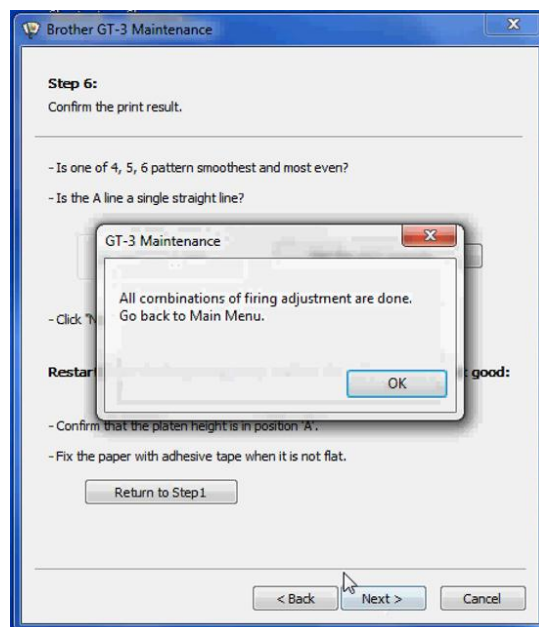 Brother GT-3 Maintenance
Step 6:
Confirm the print result.
- Is one of 4, 5, 6 pattern smoothest and most even?
- Is the A line a single straight line?
GT-3 Maintenance
All combinations of firing adjustment are done.
Go back to Main Menu.
OK
- Click "N
Restart
good:
- Confirm that the platen height is in position 'A'.
- Fix the paper with adhesive tape when it is not flat.
Return to Step1
< Back
Next >
Cancel